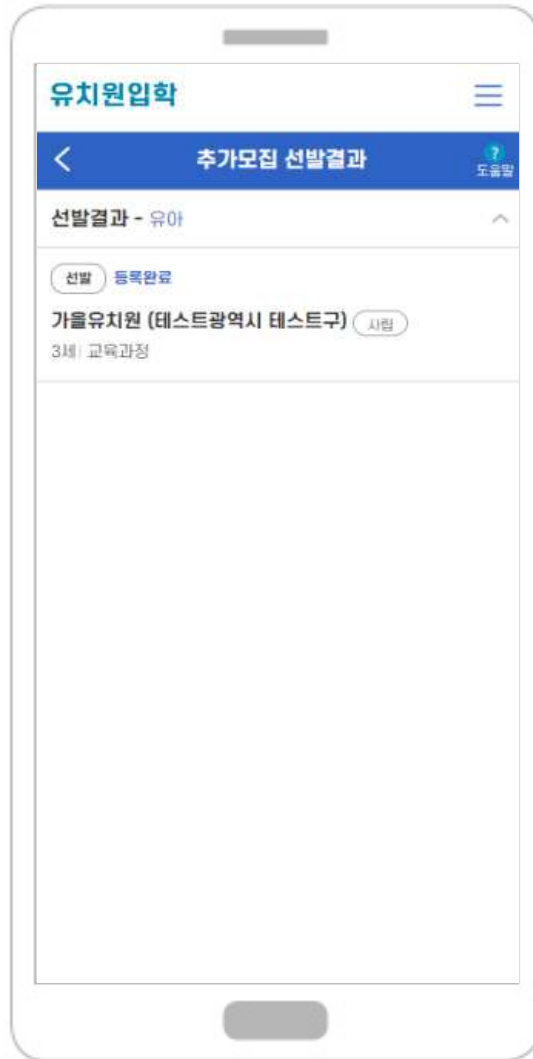 유치원입학
추가모집 선발결과
?
도움말
선발결과 - 유아
선발 등록완료
가을유치원 (테스트광역시 테스트구) 사립
3세| 교육과정